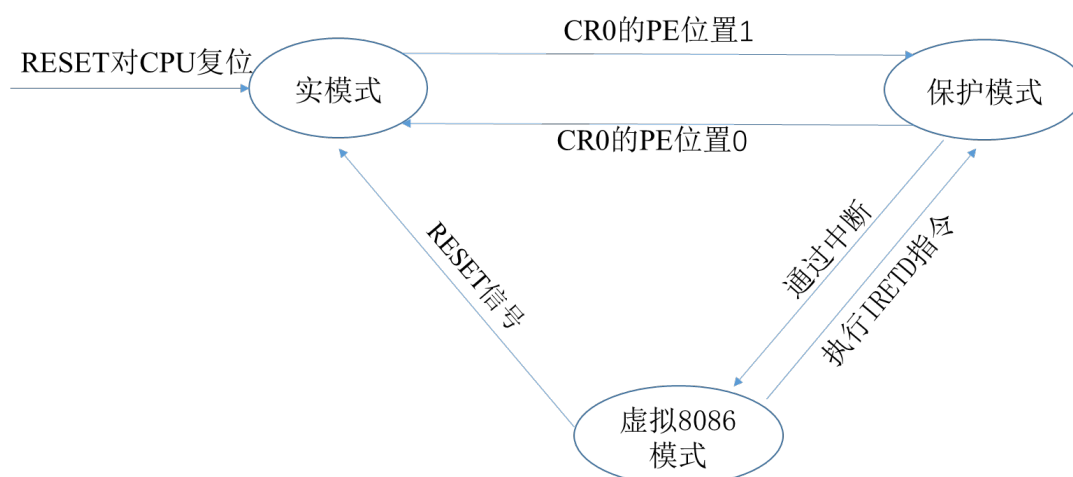 CR0的PE位置1
RESET对CPU复位
实模式
保护模式
CR0的PE位置0
RESET信号
通过中断
执行IRETD指令
虚拟8086
模式